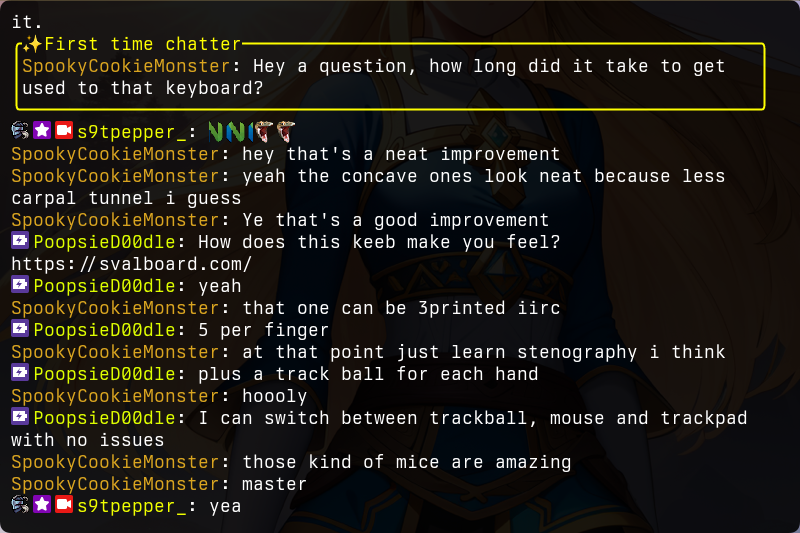 it.
✨First time chatter
SpookyCookieMonster: Hey a question, how long did it take to get
used to that keyboard?
s9tpepper_:
SpookyCookieMonster: hey that's a neat improvement
SpookyCookieMonster: yeah the concave ones look neat because less
carpal tunnel i guess
SpookyCookieMonster: Ye that's a good improvement
PoopsieD00dle: How does this keeb make you feel?
https://svalboard.com/
PoopsieD00dle: yeah
SpookyCookieMonster: that one can be 3printed iirc
PoopsieD00dle: 5 per finger
SpookyCookieMonster: at that point just learn stenography i think
PoopsieD00dle: plus a track ball for each hand
SpookyCookieMonster: hoooly
PoopsieD00dle: I can switch between trackball, mouse and trackpad
with no issues
SpookyCookieMonster: those kind of mice are amazing
SpookyCookieMonster: master
s9tpepper_: yea